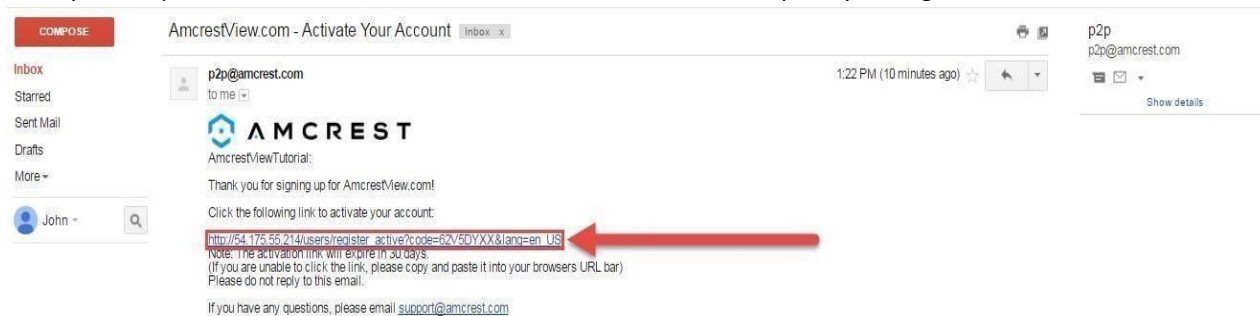 COMPOSE
Inbox
Starred
Sent Mail
Drafts
More
John
AmcrestView.com - Activate Your Account Inbox x
p2p@amcrest.com
to me
1:22 PM (10 minutes ago)
AMCREST
AmcrestViewTutorial:
Thank you for signing up for AmcrestView.com!
Click the following link to activate your account:
http://54.175.55.214/users/register_active?code=62V5DYXX&lang=en_US
Note: The activation link will expire in 30 days.
(If you are unable to click the link, please copy and paste it into your browsers URL bar)
Please do not reply to this email.
If you have any questions, please email support@amcrest.com
p2p
p2p@amcrest.com
Show details